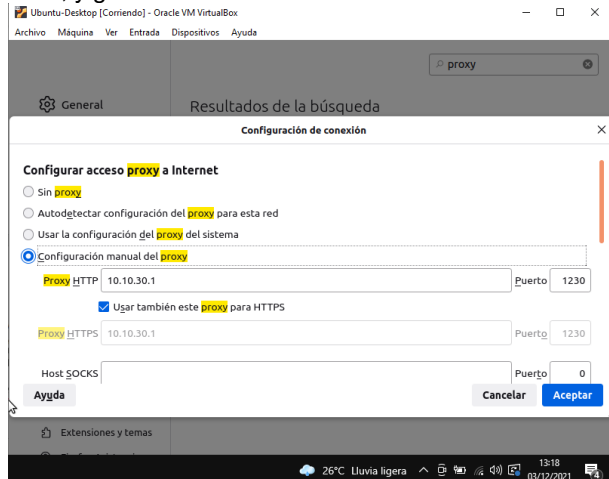 Ubuntu-Desktop [Corriendo] - Oracle VM VirtualBox
Archivo Máquina Ver Entrada Dispositivos Ayuda
proxy
General
Resultados de la búsqueda
Configuración de conexión
Configurar acceso proxy a Internet
Sin proxy
Autodetectar configuración del proxy para esta red
Usar la configuración del proxy del sistema
Configuración manual del proxy
Proxy HTTP 10.10.30.1 Puerto 1230
Usar también este proxy para HTTPS
Proxy HTTPS 10.10.30.1 Puerto 1230
Host SOCKS Puerto 0
Ayuda Cancelar Aceptar
Extensiones y temas
26°C Lluvia ligera 13:18
03/12/2021 4